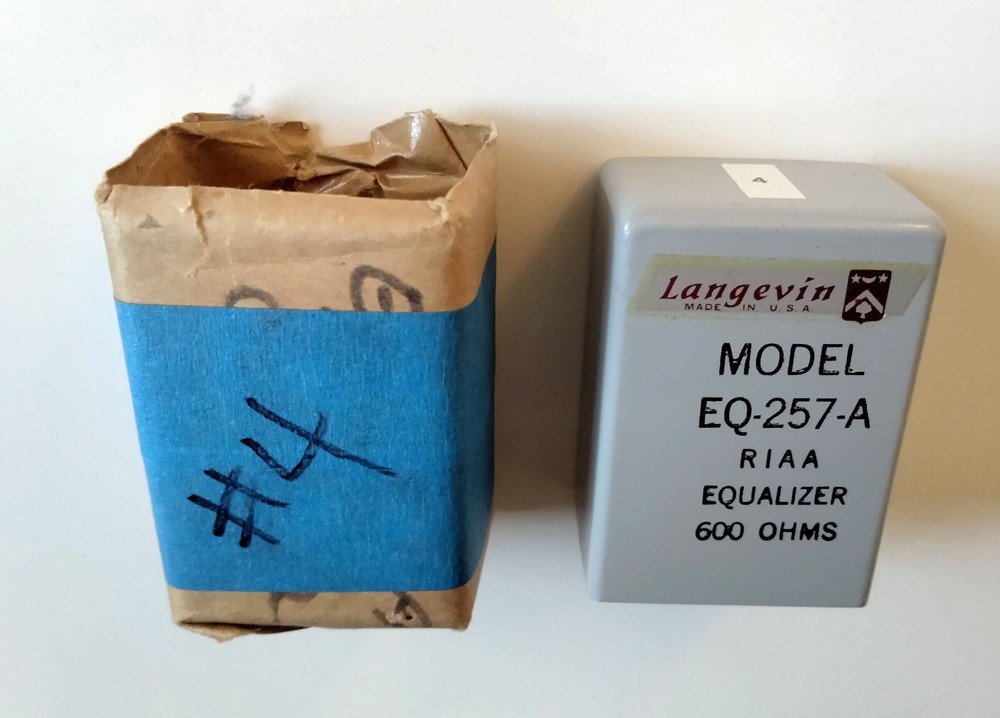 #4
4
Langevin
MADE IN U.S.A.
MODEL
EQ-257-A
RIAA
EQUALIZER
600 OHMS